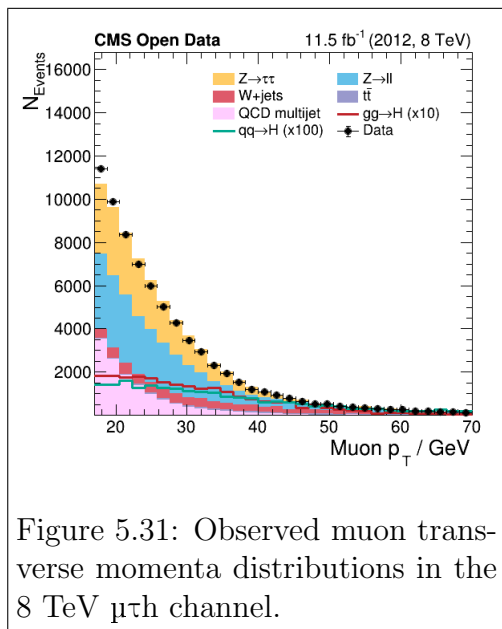 CMS Open Data 11.5 fb⁻¹ (2012, 8 TeV)
N_Events
16000
14000
12000
10000
8000
6000
4000
2000
Z→ττ Z→ll
W+jets tt̄
QCD multijet gg→H (x10)
qq→H (x100) Data
20 30 40 50 60 70
Muon p_T / GeV
Figure 5.31: Observed muon trans-
verse momenta distributions in the
8 TeV μτh channel.